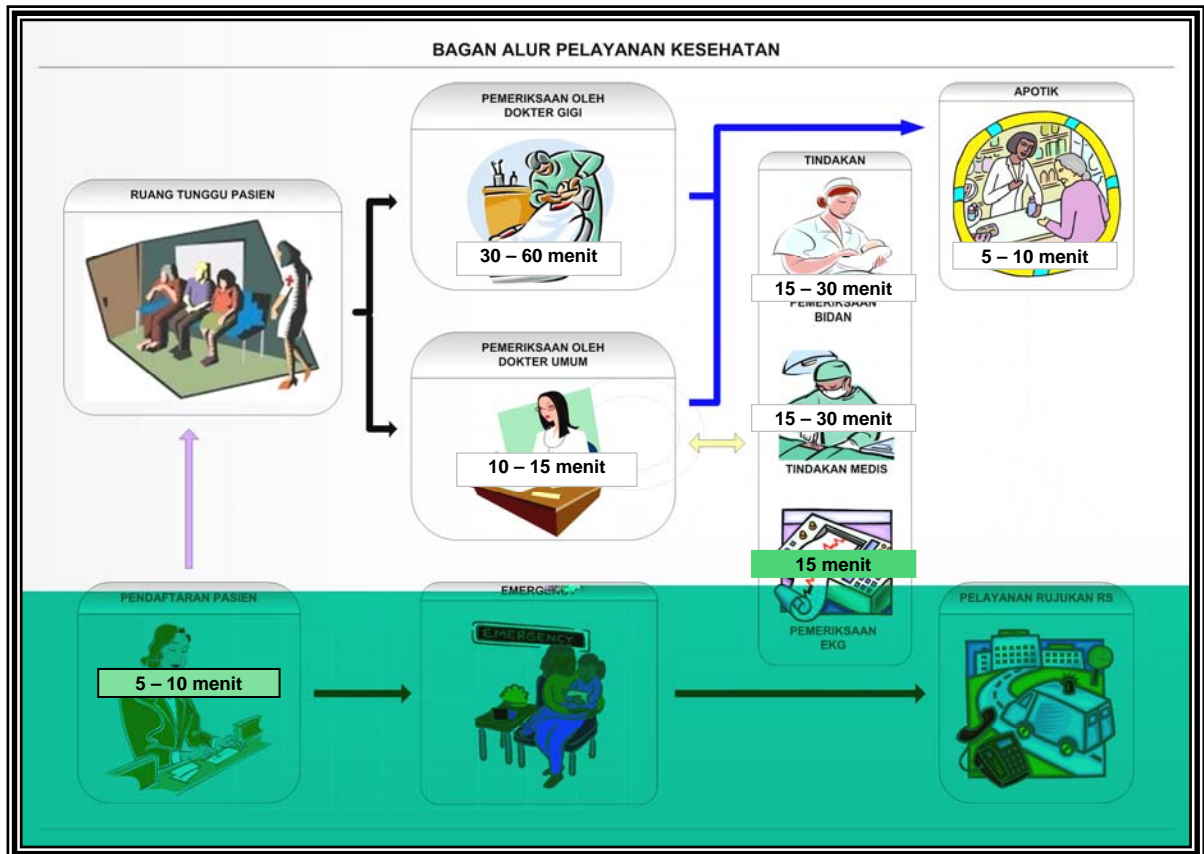 BAGAN ALUR PELAYANAN KESEHATAN
PEMERIKSAAN OLEH
DOKTER GIGI
30 – 60 menit
APOTIK
5 – 10 menit
TINDAKAN
15 – 30 menit
PEMERIKSAAN
BIDAN
15 – 30 menit
TINDAKAN MEDIS
15 menit
PEMERIKSAAN
EKG
RUANG TUNGGU PASIEN
PEMERIKSAAN OLEH
DOKTER UMUM
10 – 15 menit
PENDAFTARAN PASIEN
5 – 10 menit
EMERGENCY
EMERGENCY
PELAYANAN RUJUKAN RS